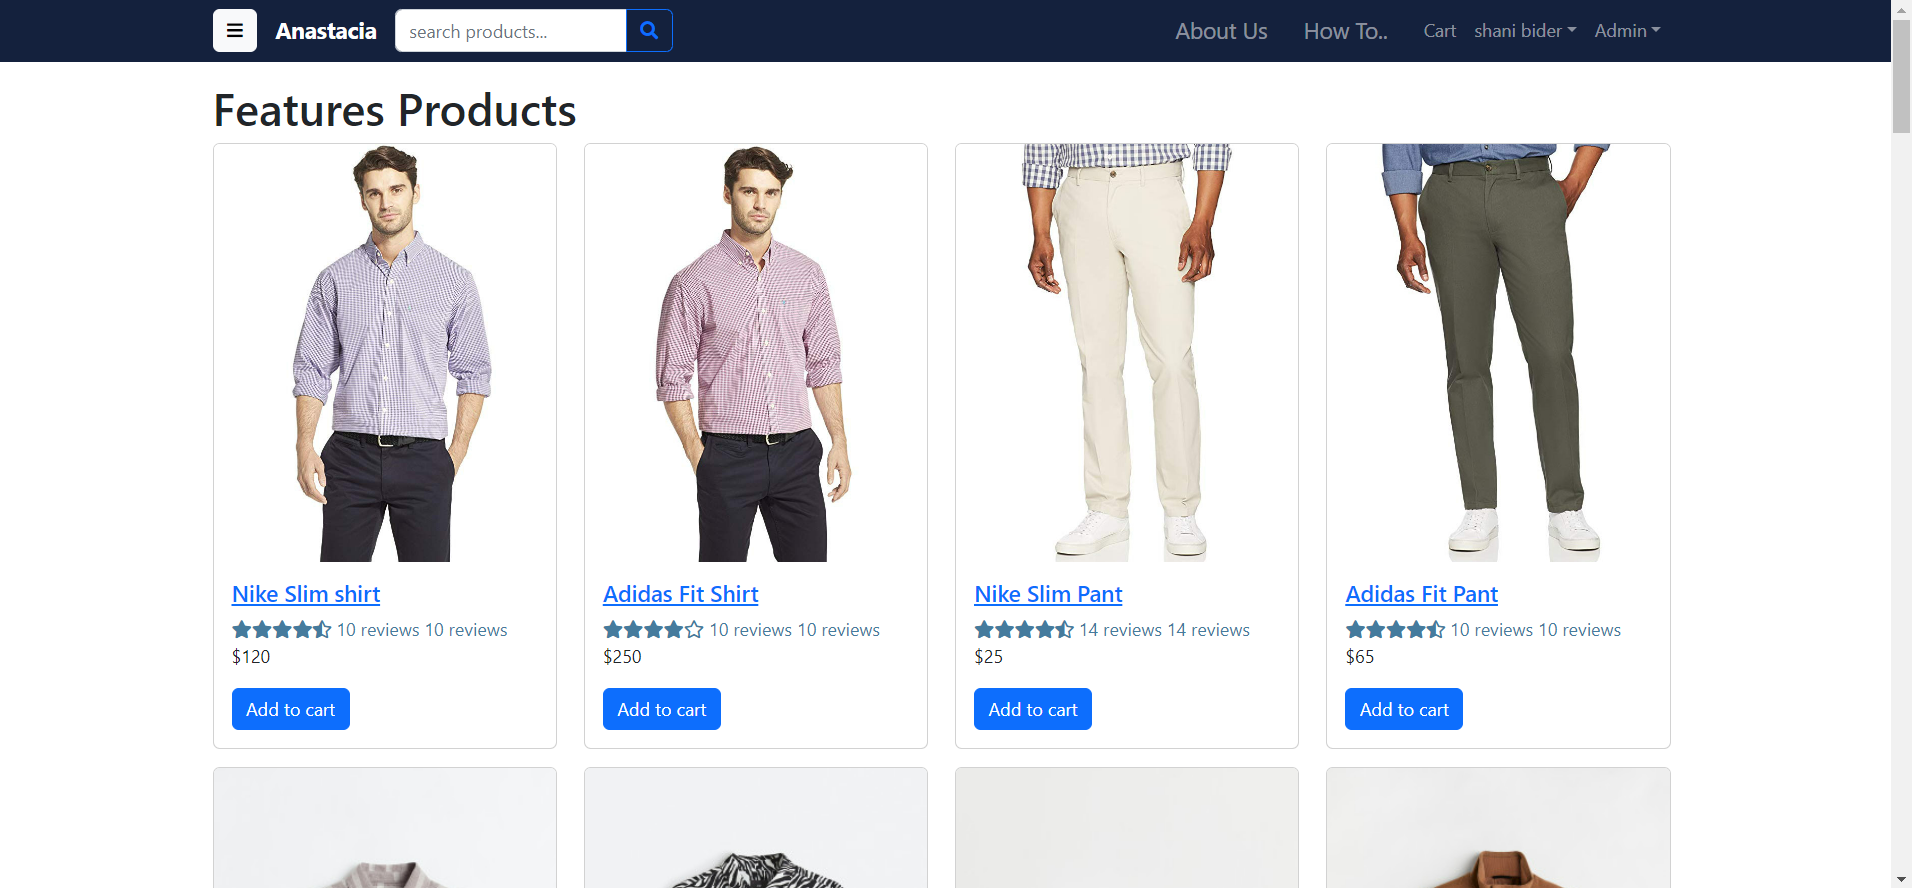 Anastacia
search products...
About Us
How To..
Cart
shani bider
Admin
Features Products
Nike Slim shirt
10 reviews 10 reviews
$120
Add to cart
Adidas Fit Shirt
10 reviews 10 reviews
$250
Add to cart
Nike Slim Pant
14 reviews 14 reviews
$25
Add to cart
Adidas Fit Pant
10 reviews 10 reviews
$65
Add to cart